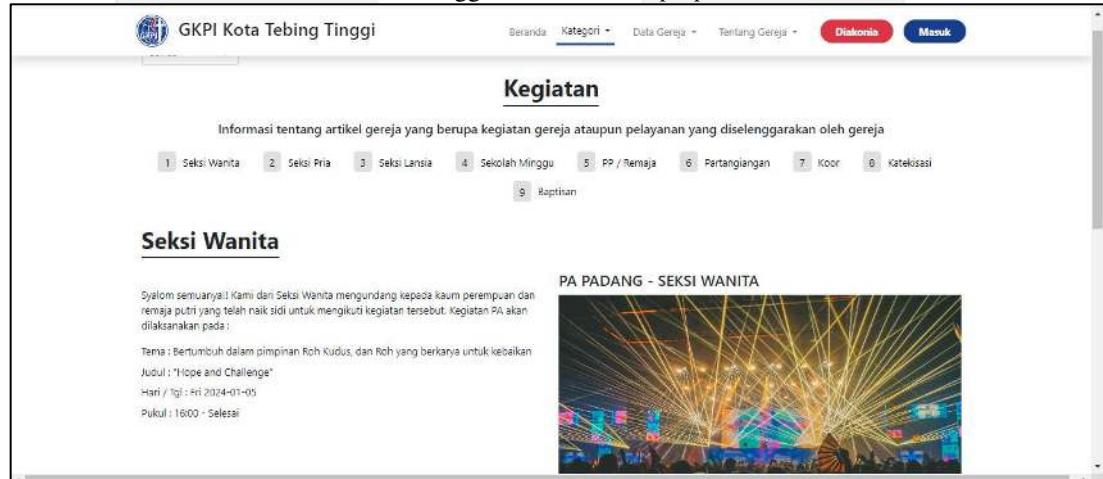 GKPI Kota Tebing Tinggi
Beranda Kategori Data Gereja Tentang Gereja Diakonia Masuk
Kegiatan
Informasi tentang artikel gereja yang berupa kegiatan gereja ataupun pelayanan yang diselenggarakan oleh gereja
1 Seksi Wanita 2 Seksi Pria 3 Seksi Lansia 4 Sekolah Minggu 5 PP / Remaja 6 Partangiangan 7 Koor 8 Katekisasi
9 Baptisan
Seksi Wanita
Syalom semuanya!! Kami dari Seksi Wanita mengundang kepada kaum perempuan dan
remaja putri yang telah naik sidi untuk mengikuti kegiatan tersebut. Kegiatan PA akan
dilaksanakan pada :
Tema : Bertumbuh dalam pimpinan Roh Kudus, dan Roh yang berkarya untuk kebaikan
Judul : "Hope and Challenge"
Hari / Tgl : Fri 2024-01-05
Pukul : 16:00 - Selesai
PA PADANG - SEKSI WANITA